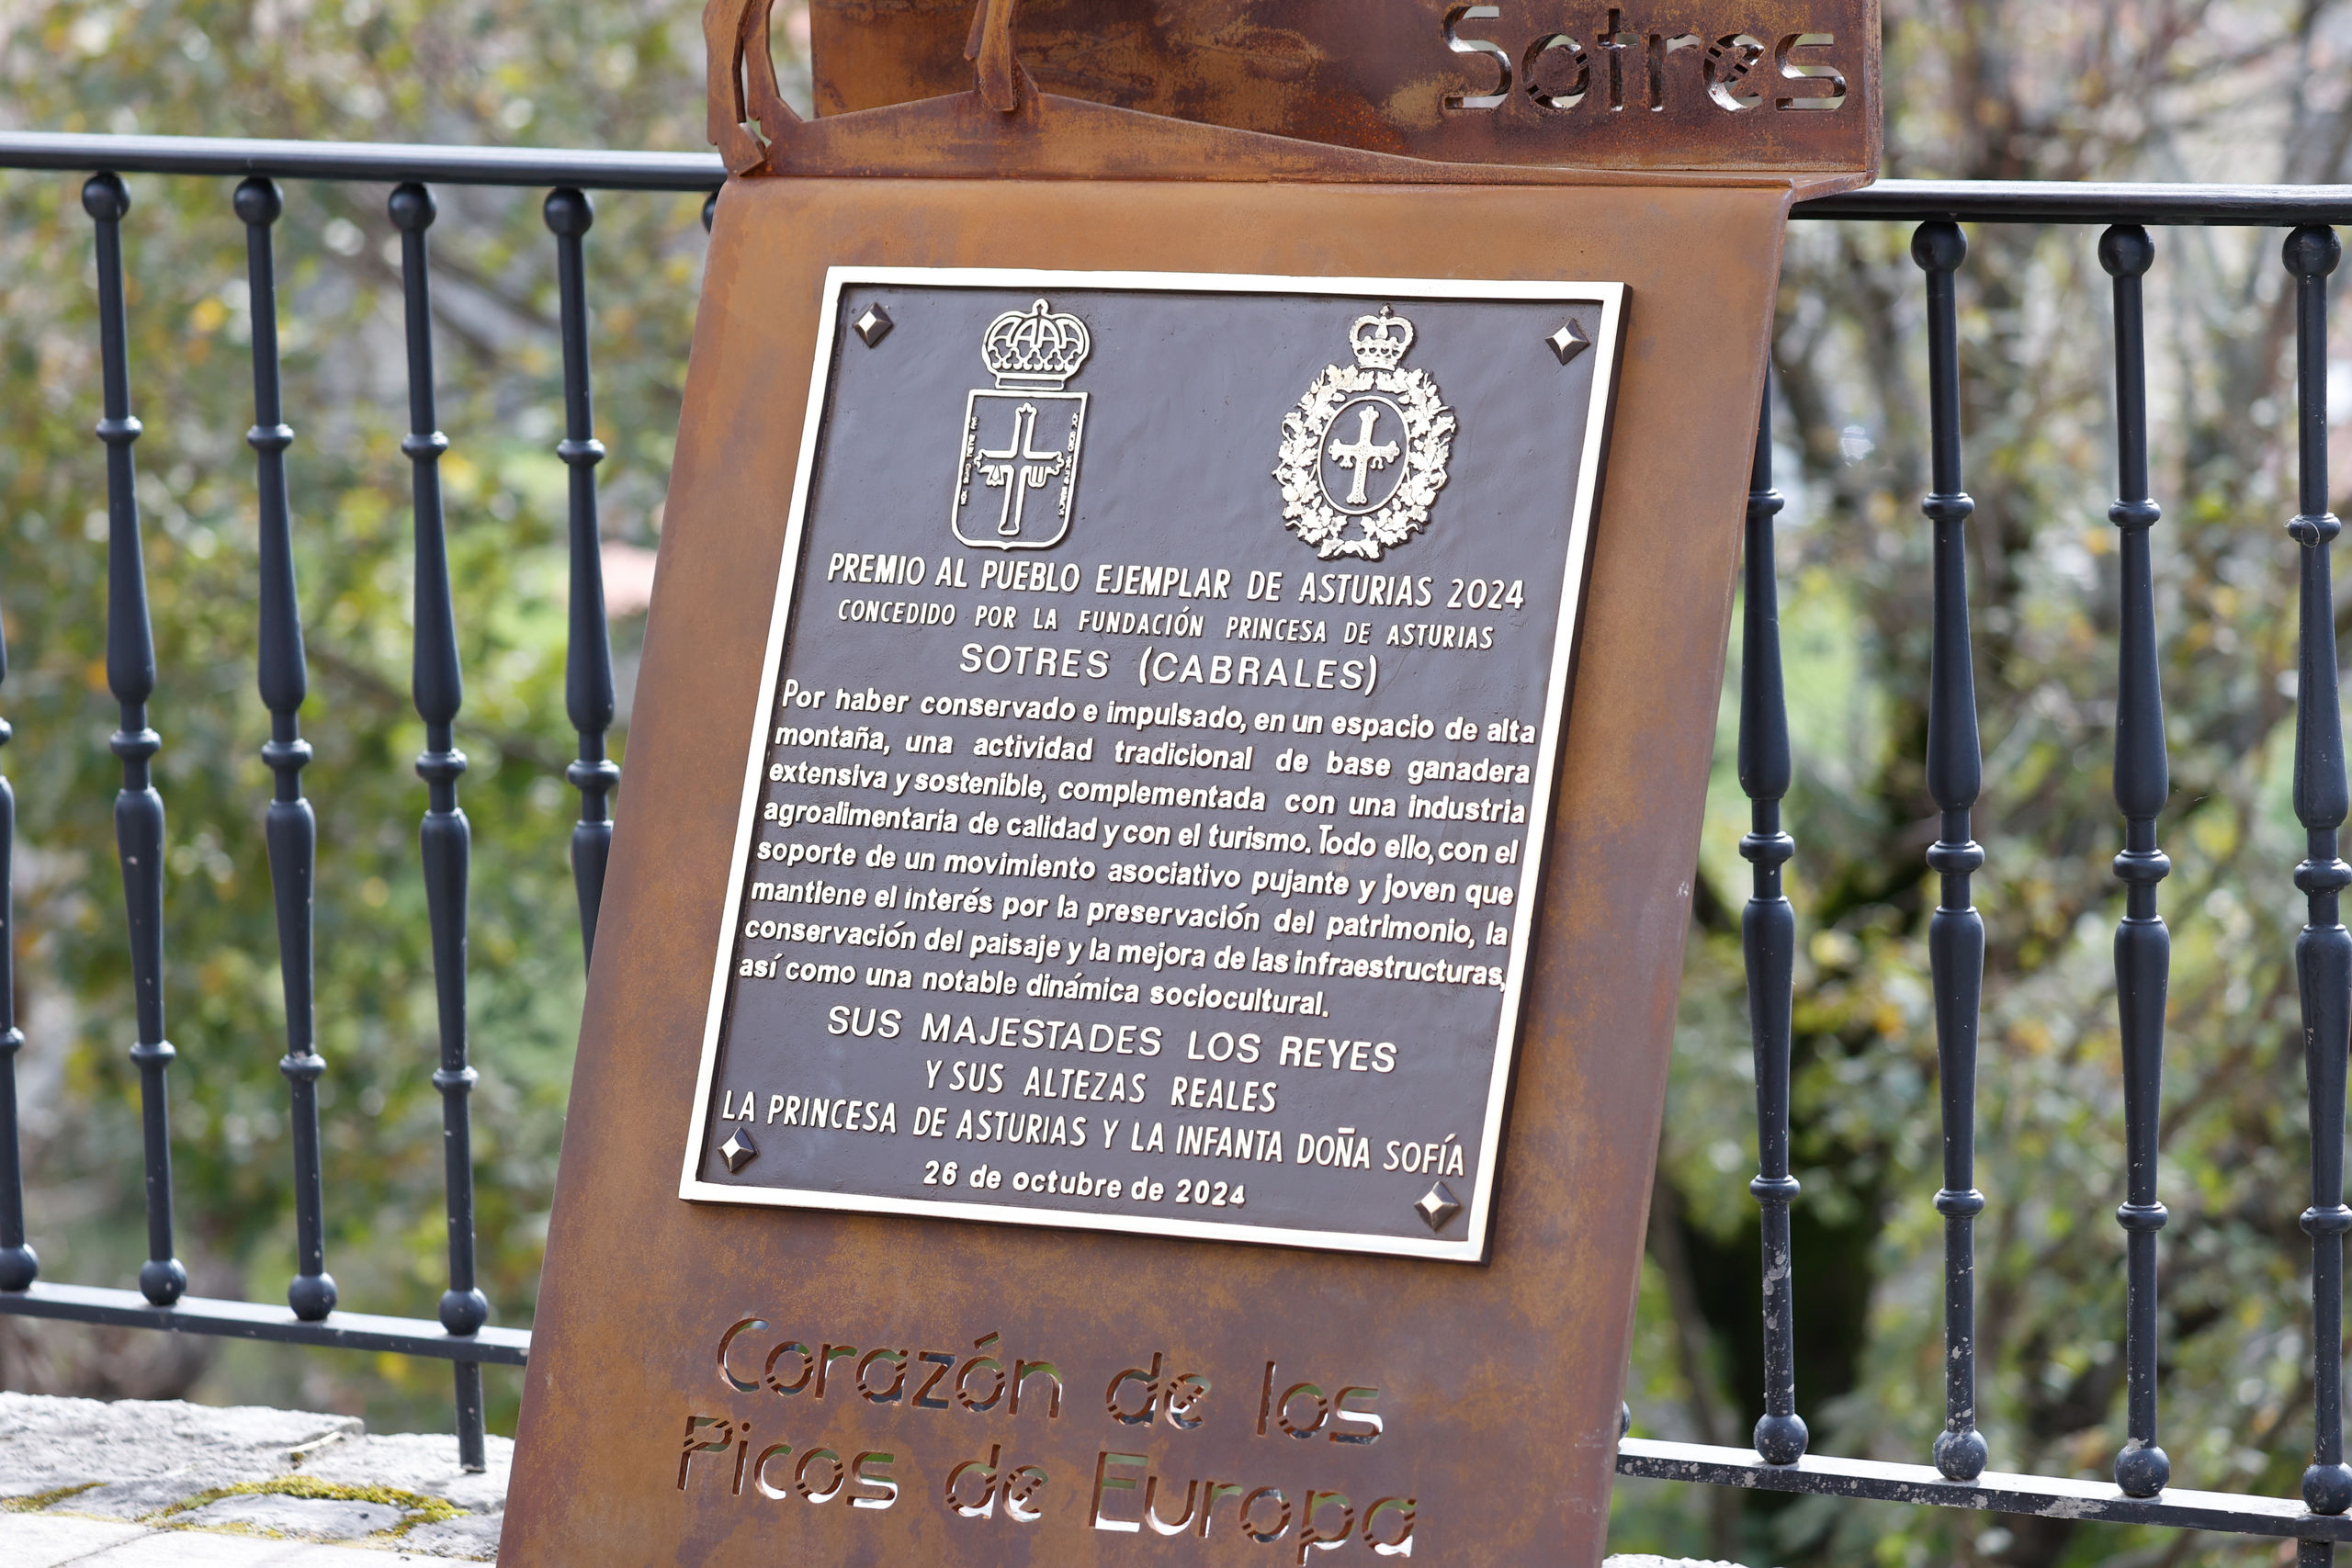 Sotres
PREMIO AL PUEBLO EJEMPLAR DE ASTURIAS 2024
CONCEDIDO POR LA FUNDACIÓN PRINCESA DE ASTURIAS
SOTRES (CABRALES)
Por haber conservado e impulsado, en un espacio de alta
montaña, una actividad tradicional de base ganadera
extensiva y sostenible, complementada con una industria
agroalimentaria de calidad y con el turismo. Todo ello, con el
soporte de un movimiento asociativo pujante y joven que
mantiene el interés por la preservación del patrimonio, la
conservación del paisaje y la mejora de las infraestructuras,
así como una notable dinámica sociocultural.
SUS MAJESTADES LOS REYES
Y SUS ALTEZAS REALES
LA PRINCESA DE ASTURIAS Y LA INFANTA DOÑA SOFÍA
26 de octubre de 2024
Corazón de los
Picos de Europa